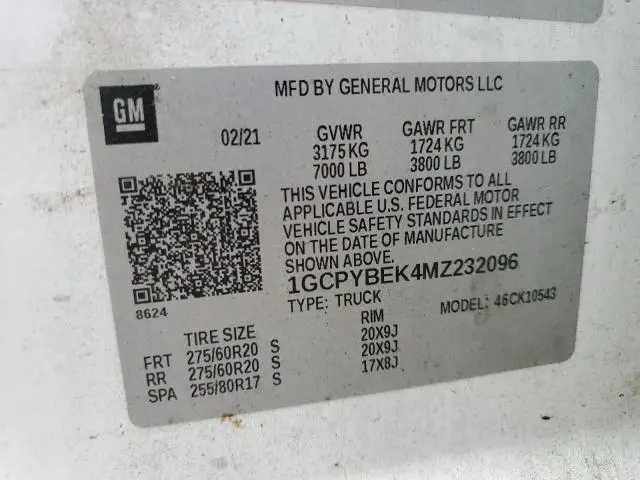 GM
MFD BY GENERAL MOTORS LLC
02/21 GVWR GAWR FRT GAWR RR
3175 KG 1724 KG 1724 KG
7000 LB 3800 LB 3800 LB
THIS VEHICLE CONFORMS TO ALL
APPLICABLE U.S. FEDERAL MOTOR
VEHICLE SAFETY STANDARDS IN EFFECT
ON THE DATE OF MANUFACTURE
SHOWN ABOVE.
1GCPYBEK4MZ232096
8624 TYPE: TRUCK MODEL: 46CK10543
TIRE SIZE RIM
FRT 275/60R20 S 20X9J
RR 275/60R20 S 20X9J
SPA 255/80R17 S 17X8J